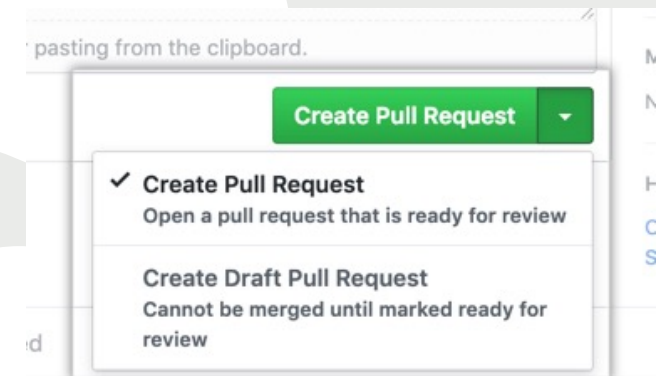 pasting from the clipboard.
Create Pull Request
Create Pull Request
Open a pull request that is ready for review
Create Draft Pull Request
Cannot be merged until marked ready for
review